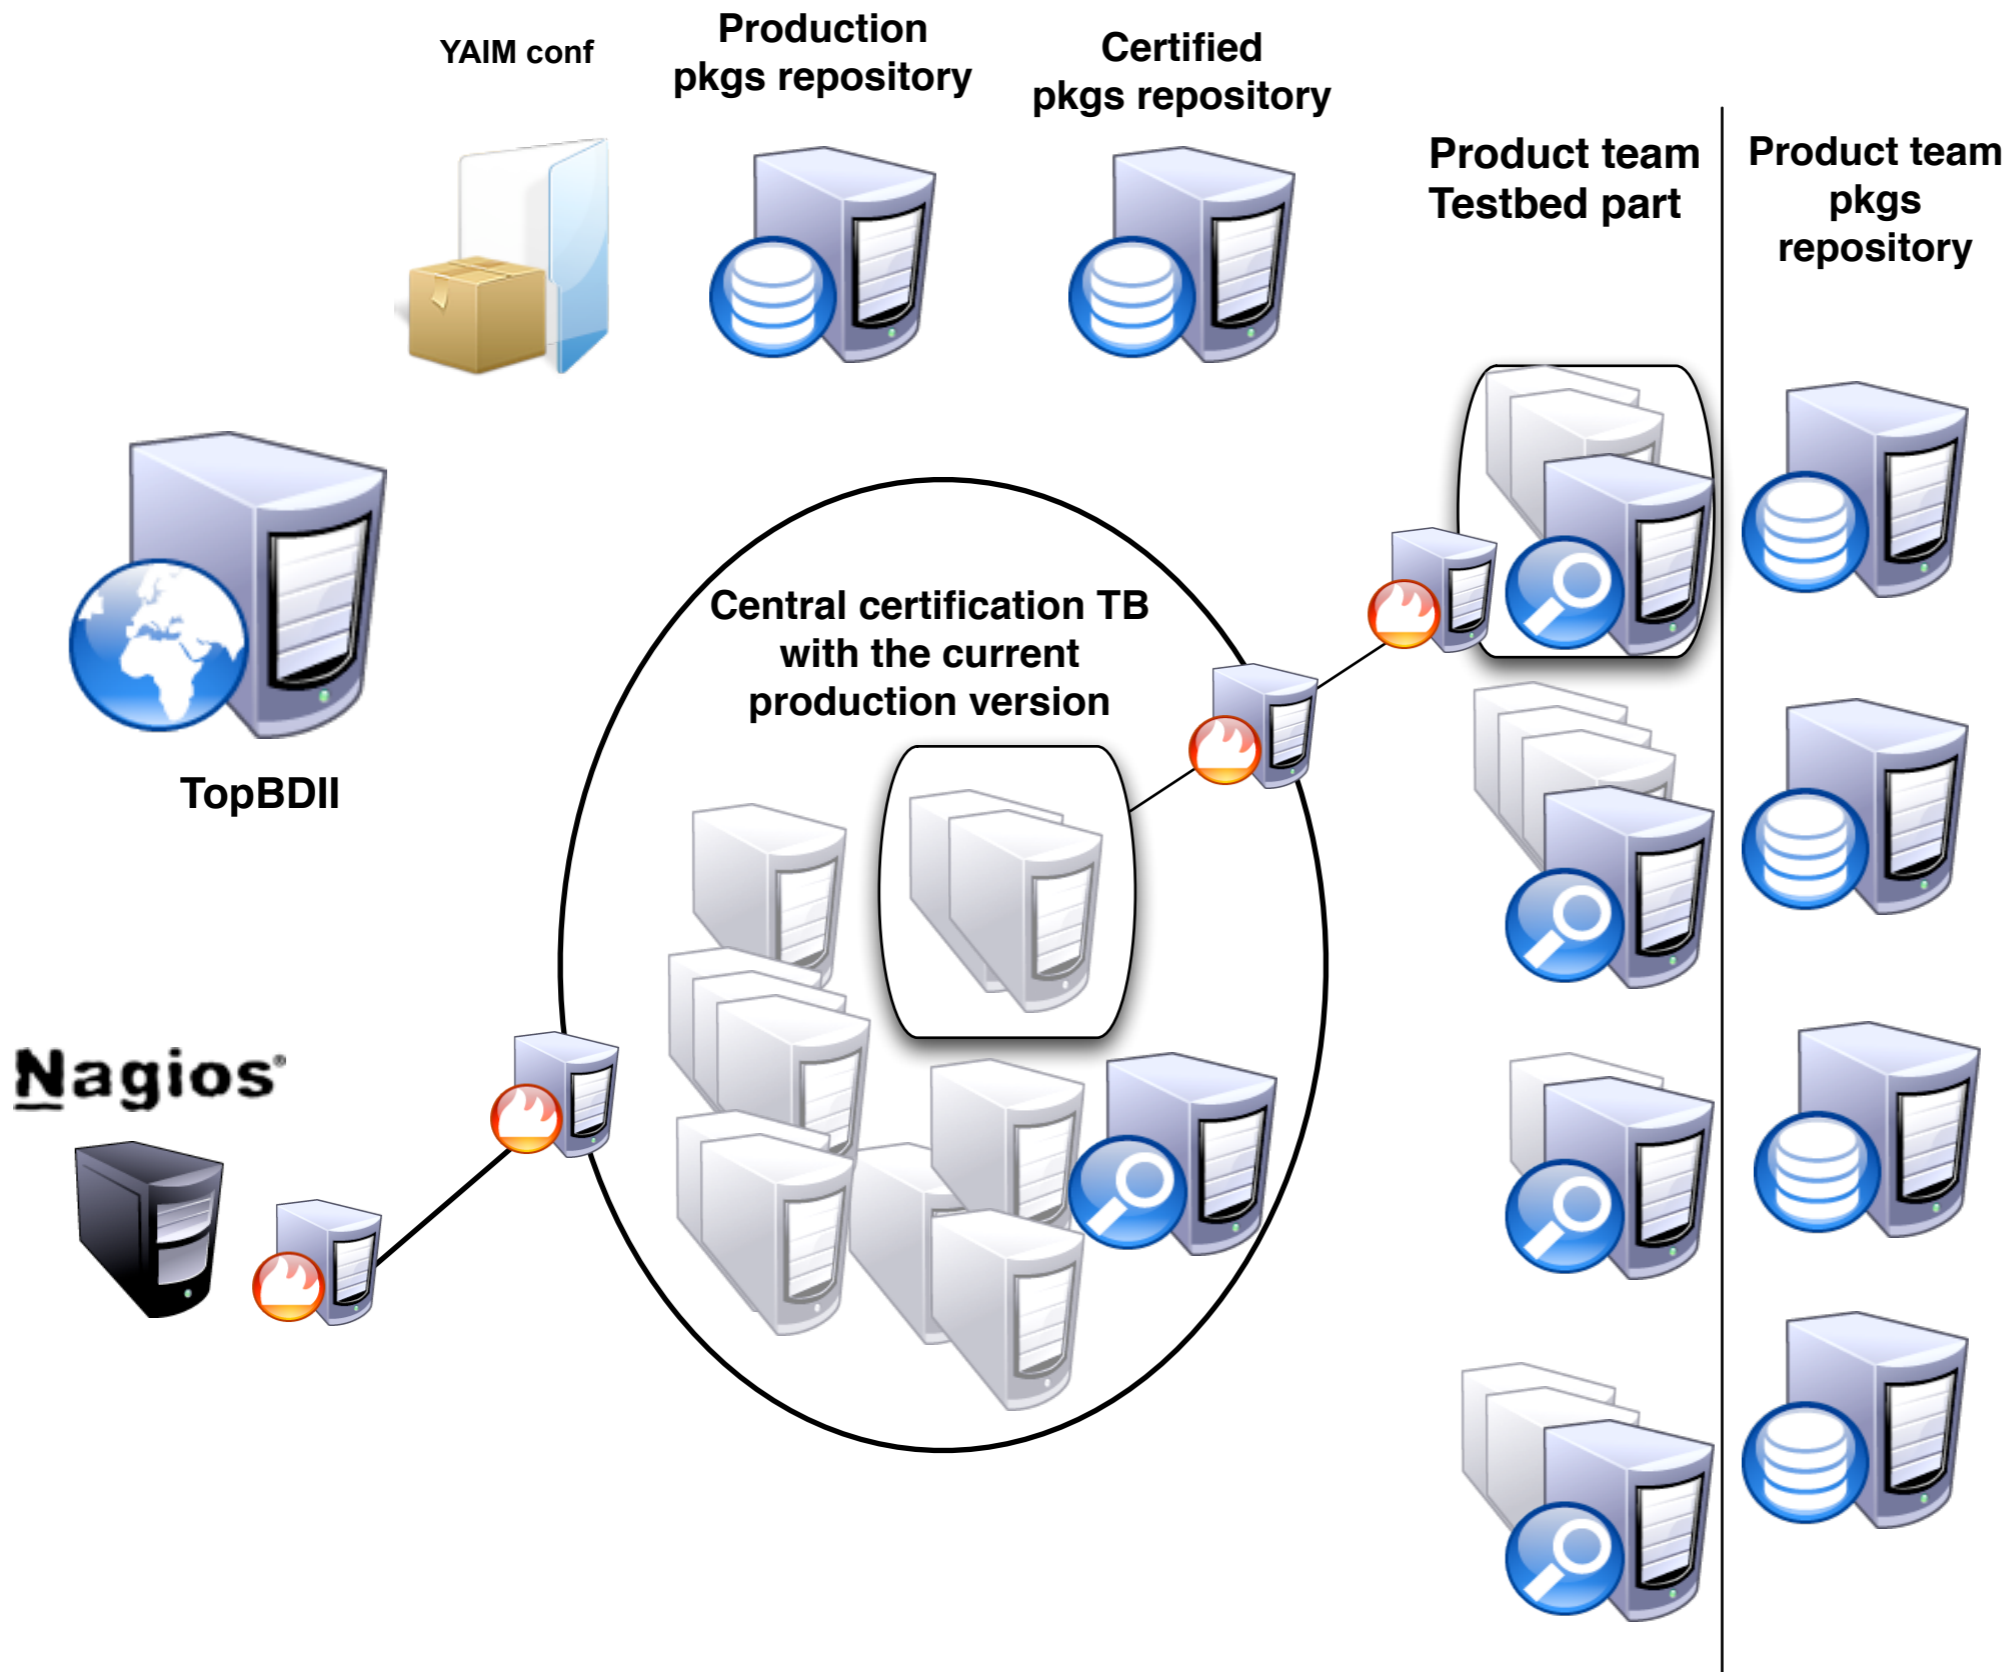 YAIM conf
Production
pkgs repository
Certified
pkgs repository
Product team
Testbed part
Product team
pkgs
repository
Central certification TB
with the current
production version
TopBDII
Nagios®